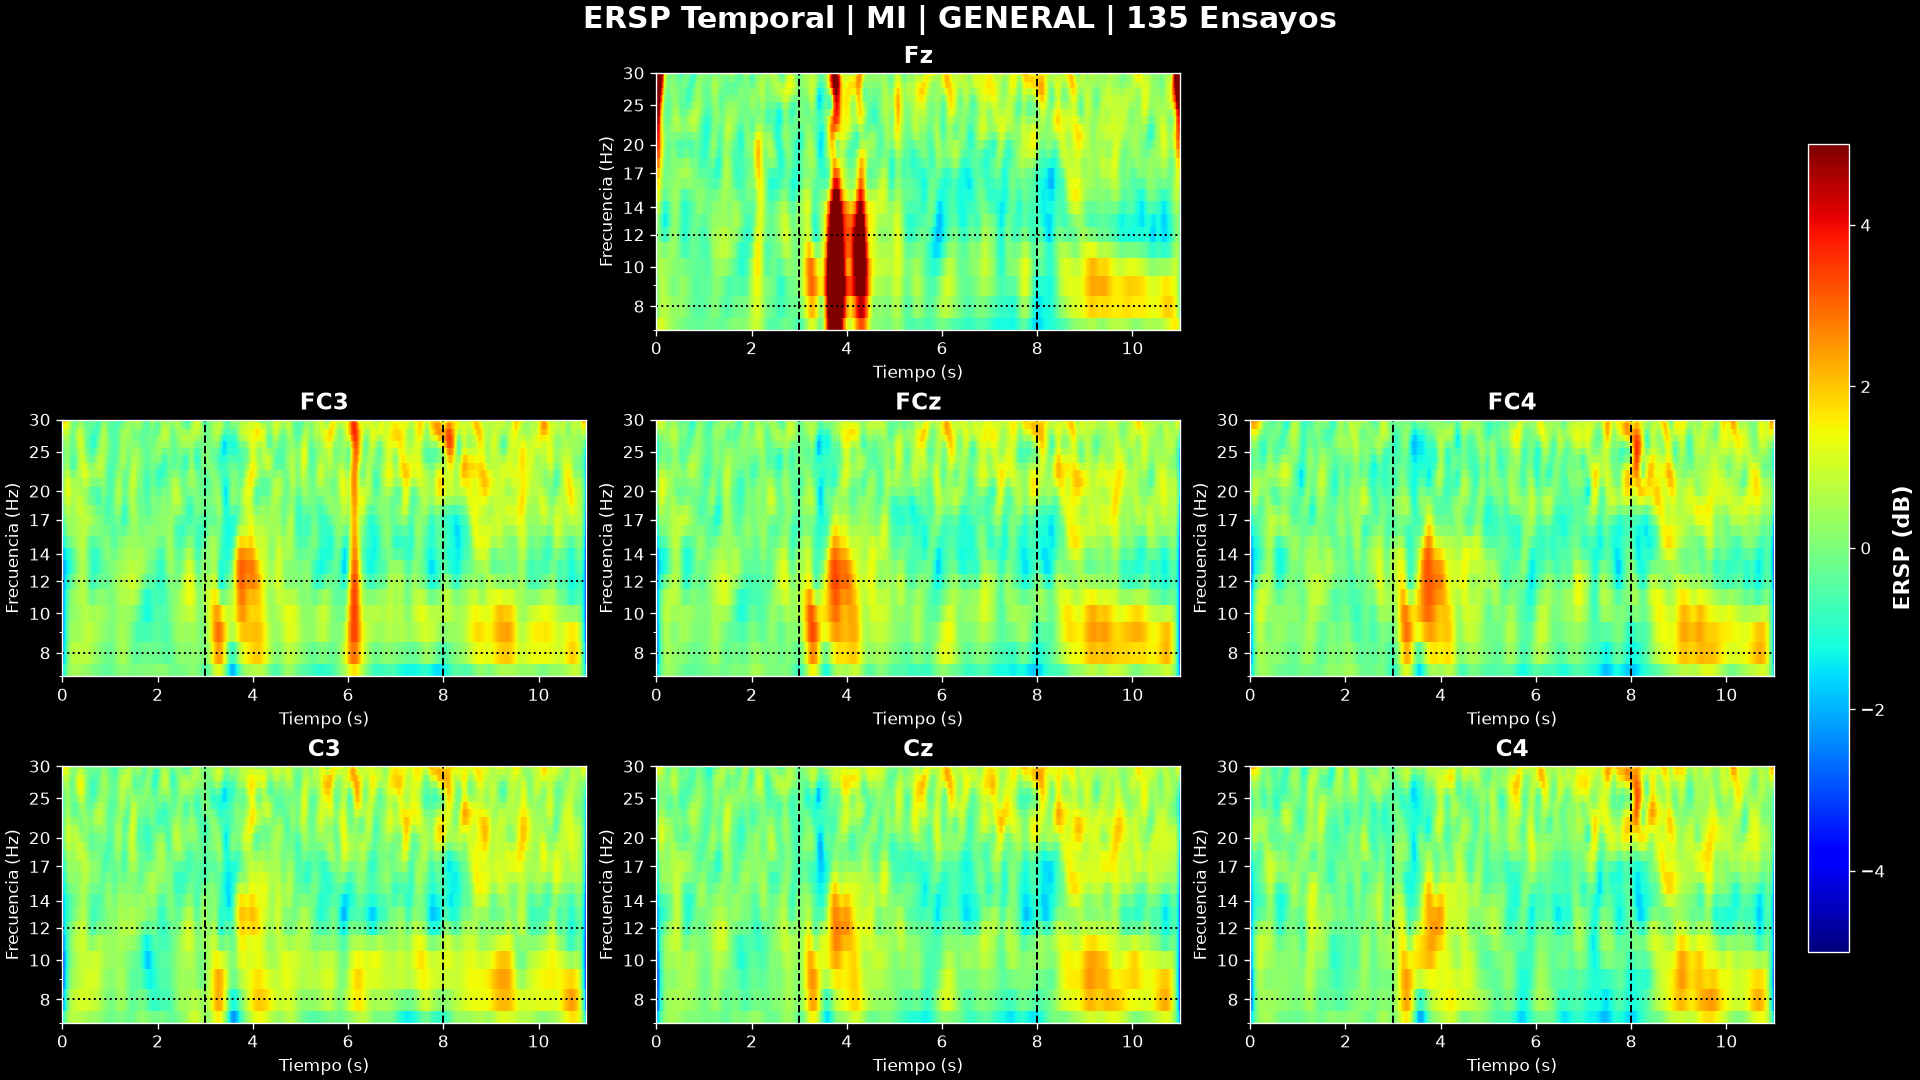 ERSP Temporal | MI | GENERAL | 135 Ensayos
Fz
30
25
20
17
14
12
10
8
Frecuencia (Hz)
0 2 4 6 8 10
Tiempo (s)
FC3
30
25
20
17
14
12
10
8
Frecuencia (Hz)
0 2 4 6 8 10
Tiempo (s)
FCz
30
25
20
17
14
12
10
8
Frecuencia (Hz)
0 2 4 6 8 10
Tiempo (s)
FC4
30
25
20
17
14
12
10
8
Frecuencia (Hz)
0 2 4 6 8 10
Tiempo (s)
C3
30
25
20
17
14
12
10
8
Frecuencia (Hz)
0 2 4 6 8 10
Tiempo (s)
Cz
30
25
20
17
14
12
10
8
Frecuencia (Hz)
0 2 4 6 8 10
Tiempo (s)
C4
30
25
20
17
14
12
10
8
Frecuencia (Hz)
0 2 4 6 8 10
Tiempo (s)
4
2
0
−2
−4
ERSP (dB)